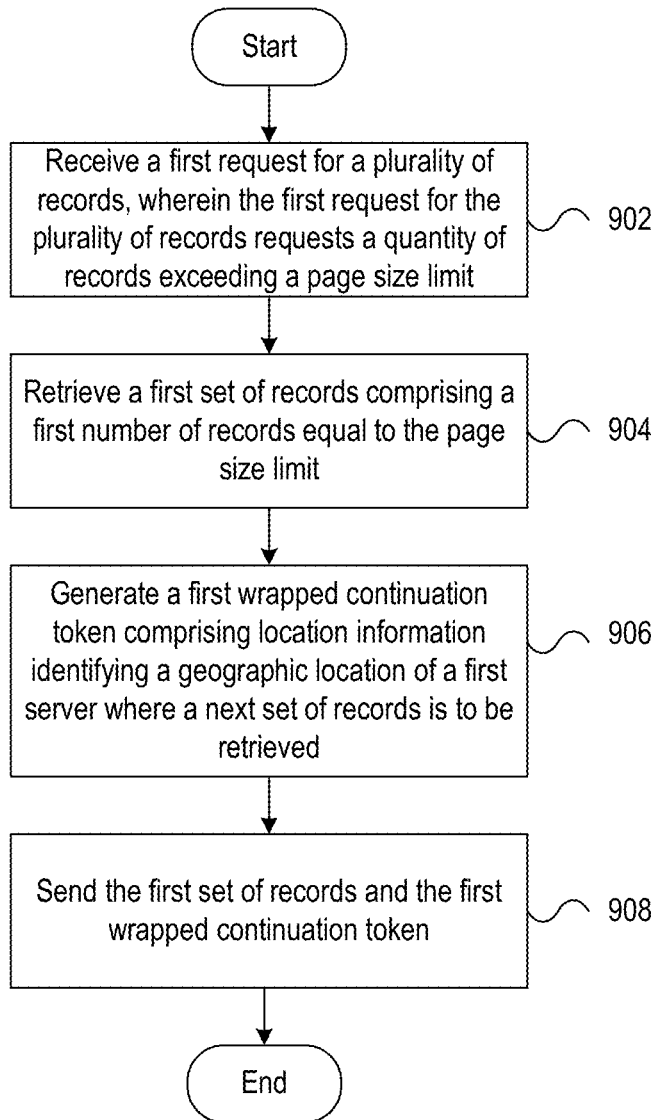 Start
Receive a first request for a plurality of
records, wherein the first request for the
plurality of records requests a quantity of
records exceeding a page size limit
902
Retrieve a first set of records comprising a
first number of records equal to the page
size limit
904
Generate a first wrapped continuation
token comprising location information
identifying a geographic location of a first
server where a next set of records is to be
retrieved
906
Send the first set of records and the first
wrapped continuation token
908
End